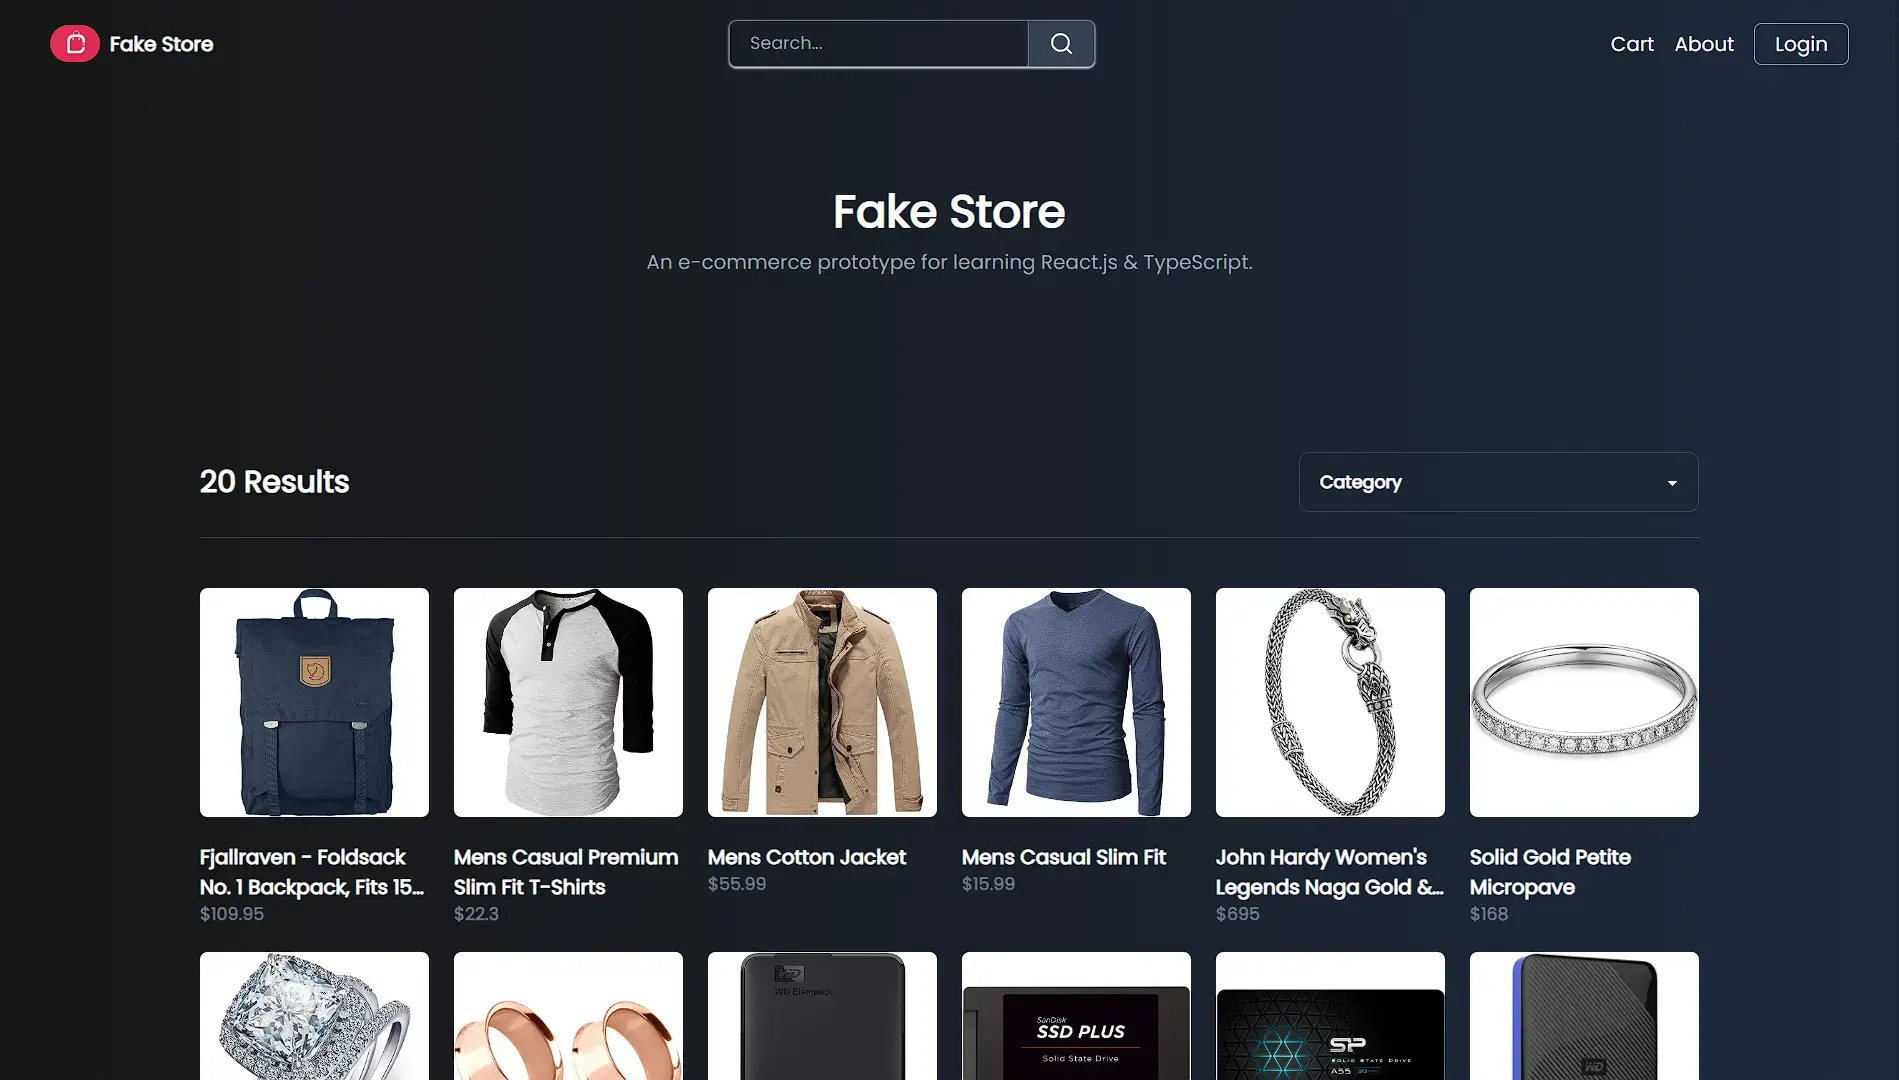 Fake Store
Search...
Cart
About
Login
Fake Store
An e-commerce prototype for learning React.js & TypeScript.
20 Results
Category
Fjallraven - Foldsack
No. 1 Backpack, Fits 15...
$109.95
Mens Casual Premium
Slim Fit T-Shirts
$22.3
Mens Cotton Jacket
$55.99
Mens Casual Slim Fit
$15.99
John Hardy Women's
Legends Naga Gold &...
$695
Solid Gold Petite
Micropave
$168
WD
WD Elements
SanDisk
SSD PLUS
Solid State Drive
SP
SOLID STATE DRIVE
A55
WD